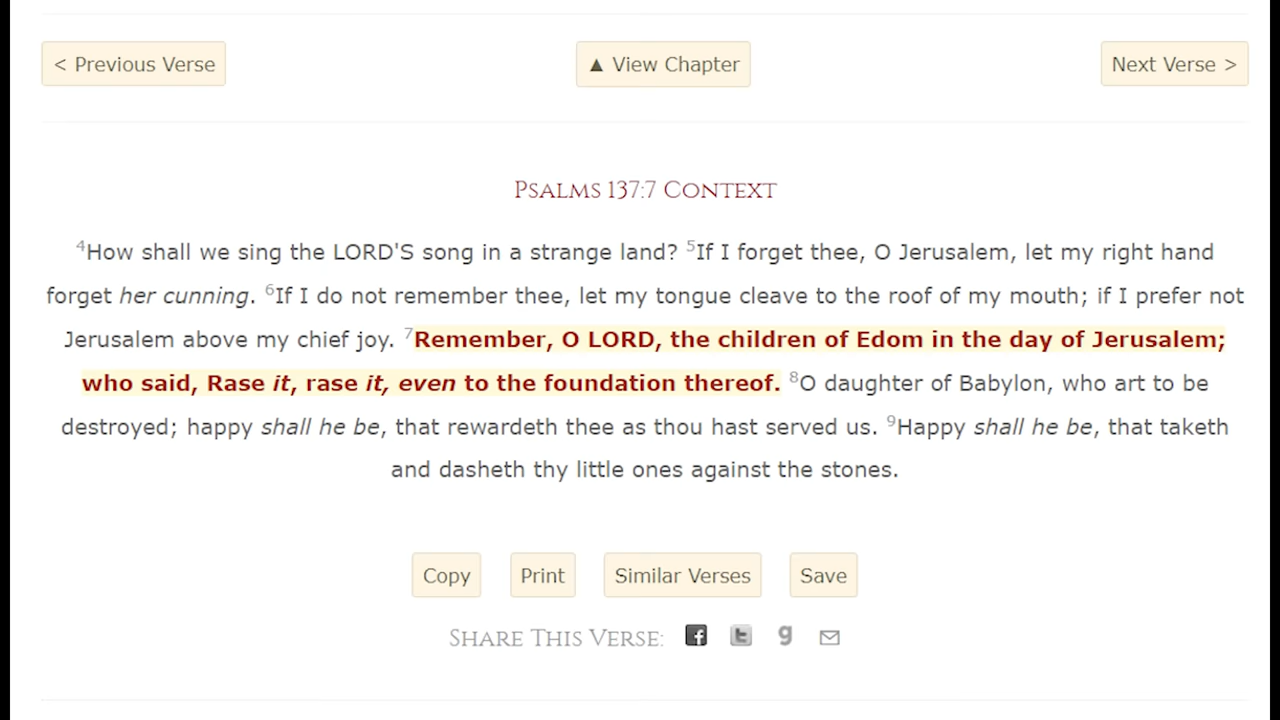 < Previous Verse
▲ View Chapter
Next Verse >
Psalms 137:7 Context
4How shall we sing the LORD'S song in a strange land? 5If I forget thee, O Jerusalem, let my right hand
forget her cunning. 6If I do not remember thee, let my tongue cleave to the roof of my mouth; if I prefer not
Jerusalem above my chief joy. 7Remember, O LORD, the children of Edom in the day of Jerusalem;
who said, Rase it, rase it, even to the foundation thereof. 8O daughter of Babylon, who art to be
destroyed; happy shall he be, that rewardeth thee as thou hast served us. 9Happy shall he be, that taketh
and dasheth thy little ones against the stones.
Copy
Print
Similar Verses
Save
Share This Verse: